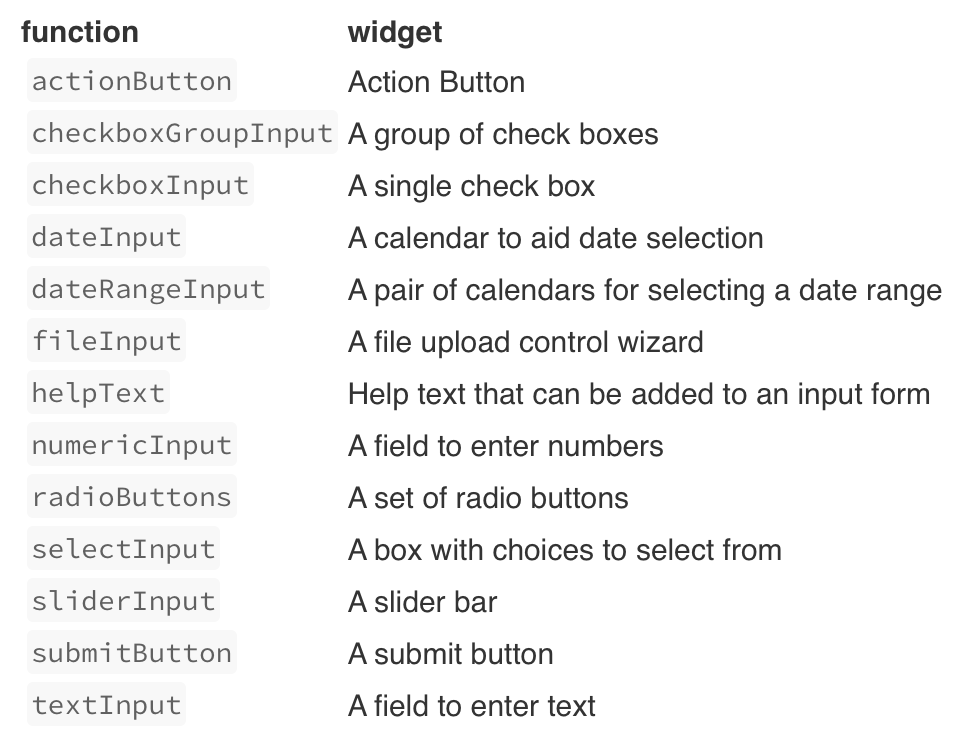 function widget
actionButton Action Button
checkboxGroupInput A group of check boxes
checkboxInput A single check box
dateInput A calendar to aid date selection
dateRangeInput A pair of calendars for selecting a date range
fileInput A file upload control wizard
helpText Help text that can be added to an input form
numericInput A field to enter numbers
radioButtons A set of radio buttons
selectInput A box with choices to select from
sliderInput A slider bar
submitButton A submit button
textInput A field to enter text